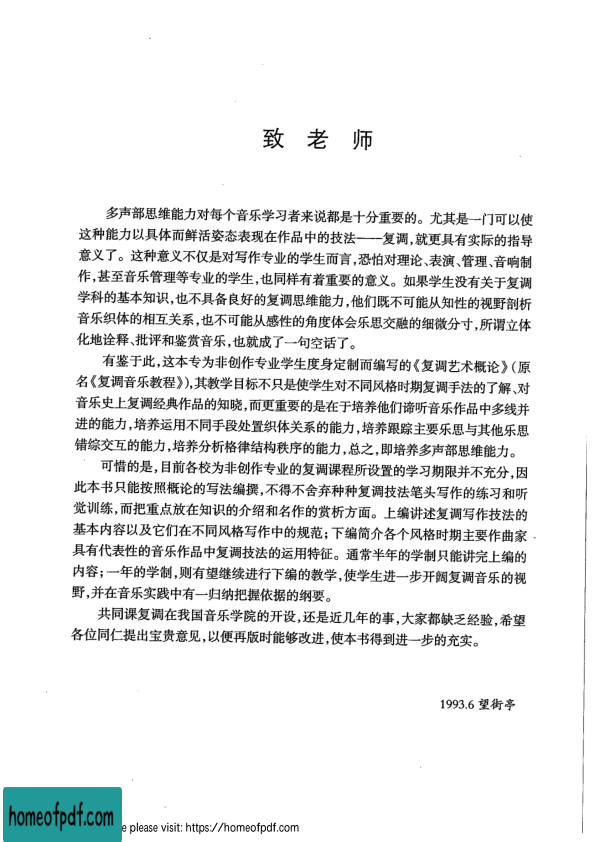 致老师
多声部思维能力对每个音乐学习者来说都是十分重要的。尤其是一门可以使
这种能力以具体而鲜活姿态表现在作品中的技法——复调,就更具有实际的指导
意义了。这种意义不仅是对写作专业的学生而言,恐怕对理论、表演、管理、音响制
作,甚至音乐管理等专业的学生,也同样有着重要的意义。如果学生没有关于复调
学科的基本知识,也不具备良好的复调思维能力,他们既不可能从知性的视野剖析
音乐织体的相互关系,也不可能从感性的角度体会乐思交融的细微分寸,所谓立体
化地诠释、批评和鉴赏音乐,也就成了一句空话了。
有鉴于此,这本专为非创作专业学生度身定制而编写的《复调艺术概论》(原
名《复调音乐教程》),其教学目标不只是使学生对不同风格时期复调手法的了解、对
音乐史上复调经典作品的知晓,而更重要的是在于培养他们谛听音乐作品中多线并
进的能力,培养运用不同手段处置织体关系的能力,培养跟踪主要乐思与其他乐思
错综交互的能力,培养分析格律结构秩序的能力,总之,即培养多声部思维能力。
可惜的是,目前各校为非创作专业的复调课程所设置的学习期限并不充分,因
此本书只能按照概论的写法编撰,不得不舍弃种种复调技法笔头写作的练习和听
觉训练,而把重点放在知识的介绍和名作的赏析方面。上编讲述复调写作技法的
基本内容以及它们在不同风格写作中的规范;下编简介各个风格时期主要作曲家
具有代表性的音乐作品中复调技法的运用特征。通常半年的学制只能讲完上编的
内容;一年的学制,则有望继续进行下编的教学,使学生进一步开阔复调音乐的视
野,并在音乐实践中有一归纳把握依据的纲要。
共同课复调在我国音乐学院的开设,还是近几年的事,大家都缺乏经验,希望
各位同仁提出宝贵意见,以便再版时能够改进,使本书得到进一步的充实。
1993.6 望街亭
homeofpdf.com
e please visit: https://homeofpdf.com